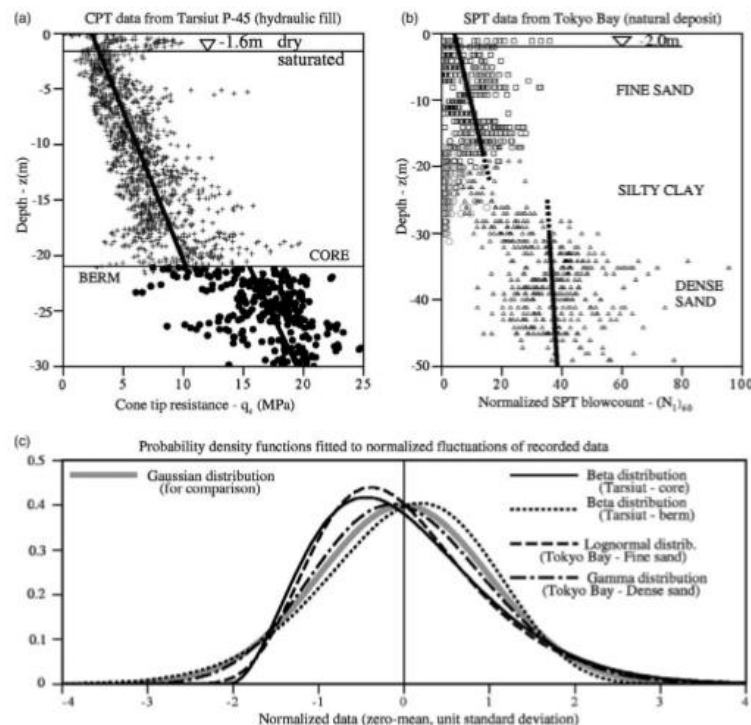 (a) CPT data from Tarsiut P-45 (hydraulic fill)
0
-1.6m dry
saturated
-10
-20
-30
Depth - z(m)
CORE
BERM
0 5 10 15 20 25
Cone tip resistance - qc (MPa)
(b) SPT data from Tokyo Bay (natural deposit)
0
-2.0m
-10
-20
-30
-40
-50
Depth - z(m)
FINE SAND
SILTY CLAY
DENSE
SAND
0 20 40 60 80 100
Normalized SPT blowcount - (N1)60
(c) Probability density functions fitted to normalized fluctuations of recorded data
0.5
0.4
0.3
0.2
0.1
0
Gaussian distribution
(for comparison)
Beta distribution
(Tarsiut - core)
Beta distribution
(Tarsiut - berm)
Lognormal distrib.
(Tokyo Bay - Fine sand)
Gamma distribution
(Tokyo Bay - Dense sand)
-4 -3 -2 -1 0 1 2 3 4
Normalized data (zero-mean, unit standard deviation)